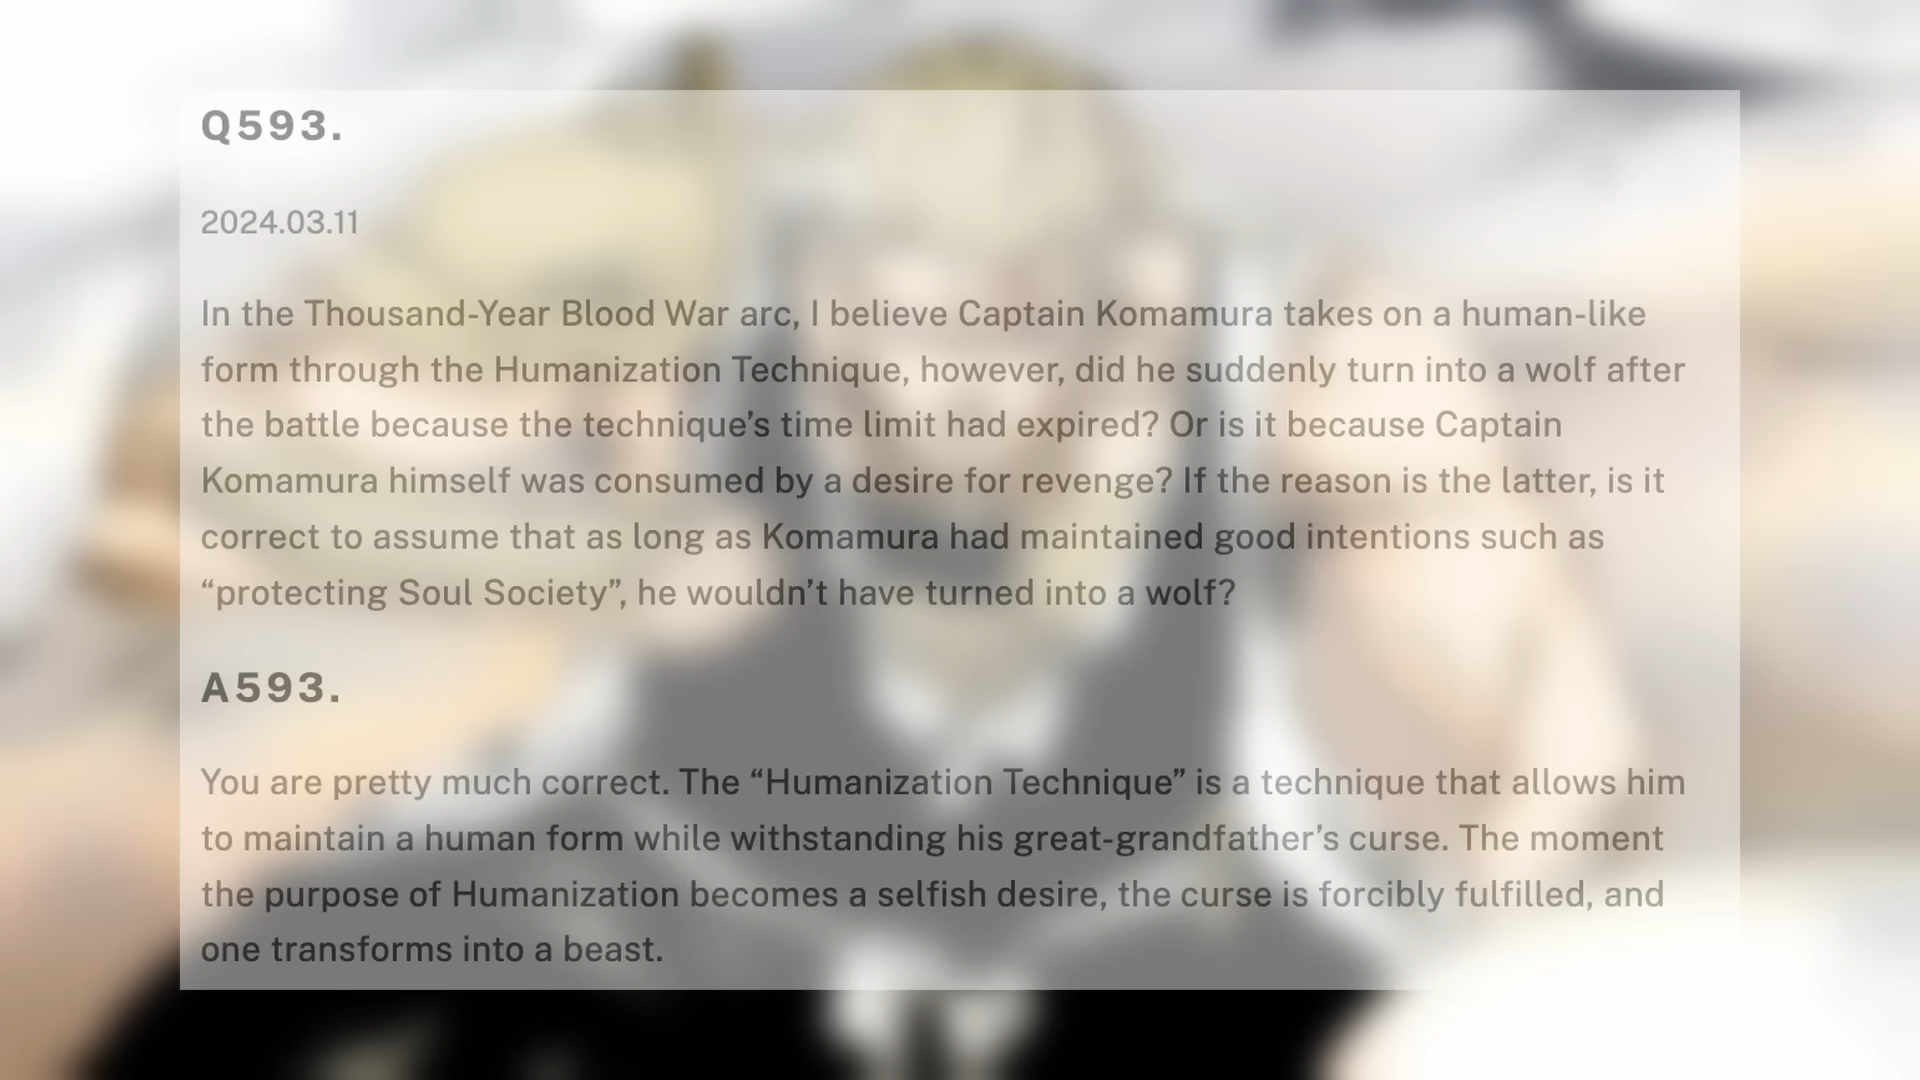 Q593.
2024.03.11
In the Thousand-Year Blood War arc, I believe Captain Komamura takes on a human-like
form through the Humanization Technique, however, did he suddenly turn into a wolf after
the battle because the technique’s time limit had expired? Or is it because Captain
Komamura himself was consumed by a desire for revenge? If the reason is the latter, is it
correct to assume that as long as Komamura had maintained good intentions such as
“protecting Soul Society”, he wouldn’t have turned into a wolf?
A593.
You are pretty much correct. The “Humanization Technique” is a technique that allows him
to maintain a human form while withstanding his great-grandfather’s curse. The moment
the purpose of Humanization becomes a selfish desire, the curse is forcibly fulfilled, and
one transforms into a beast.